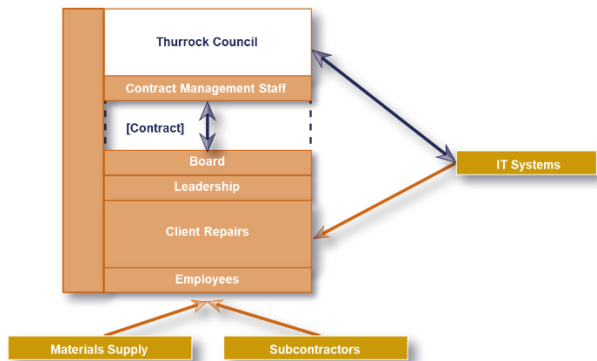 Thurrock Council
Contract Management Staff
[Contract]
Board
IT Systems
Leadership
Client Repairs
Employees
Materials Supply
Subcontractors